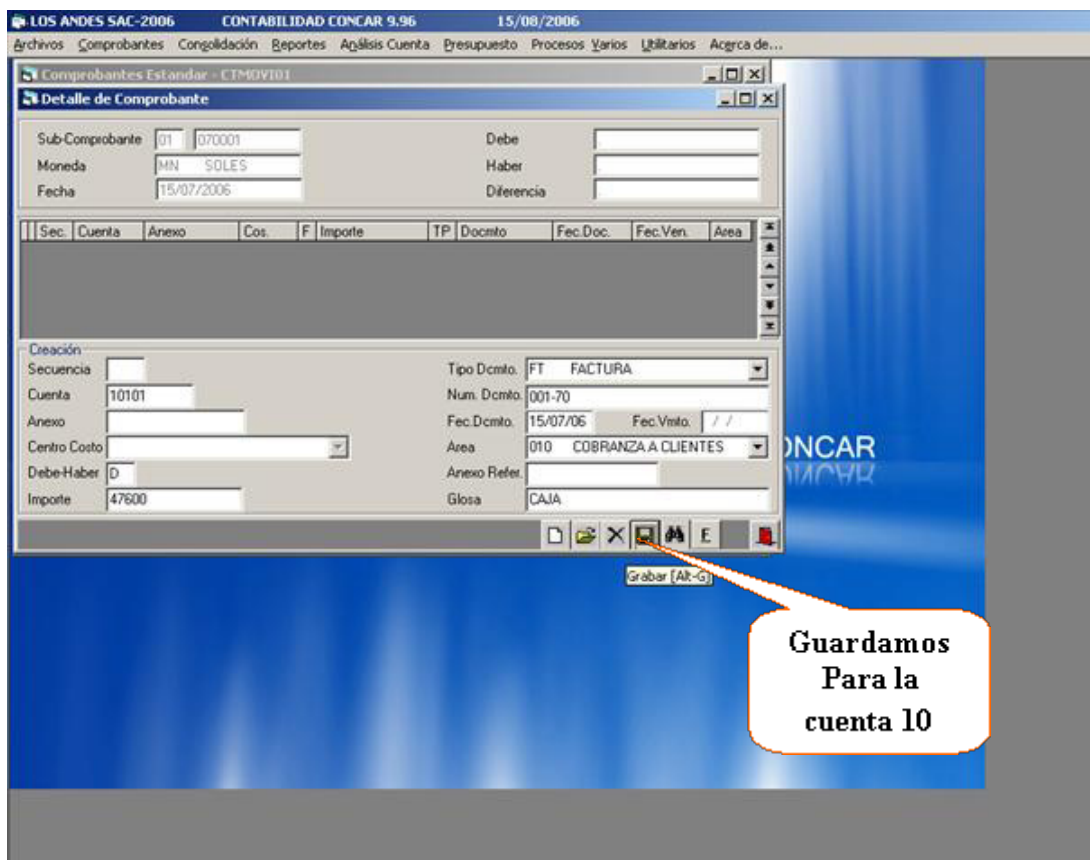 LOS ANDES SAC-2006 CONTABILIDAD CONCAR 9.96 15/08/2006
Archivos Comprobantes Consolidación Reportes Análisis Cuenta Presupuesto Procesos Varios Utilitarios Acerca de...
Comprobantes Estandar - CTMOVI01
Detalle de Comprobante
Sub-Comprobante 01 070001 Debe
Moneda MN SOLES Haber
Fecha 15/07/2006 Diferencia
Sec. Cuenta Anexo Cos. F Importe TP Docmto Fec.Doc. Fec.Ven. Area
Creación
Secuencia Tipo Dcmto. FT FACTURA
Cuenta 10101 Num. Dcmto. 001-70
Anexo Fec.Dcmto. 15/07/06 Fec.Vmto. / /
Centro Costo Area 010 COBRANZA A CLIENTES
Debe-Haber D Anexo Refer.
Importe 47600 Glosa CAJA
E
Grabar [Alt-G]
ONCAR
Guardamos
Para la
cuenta 10